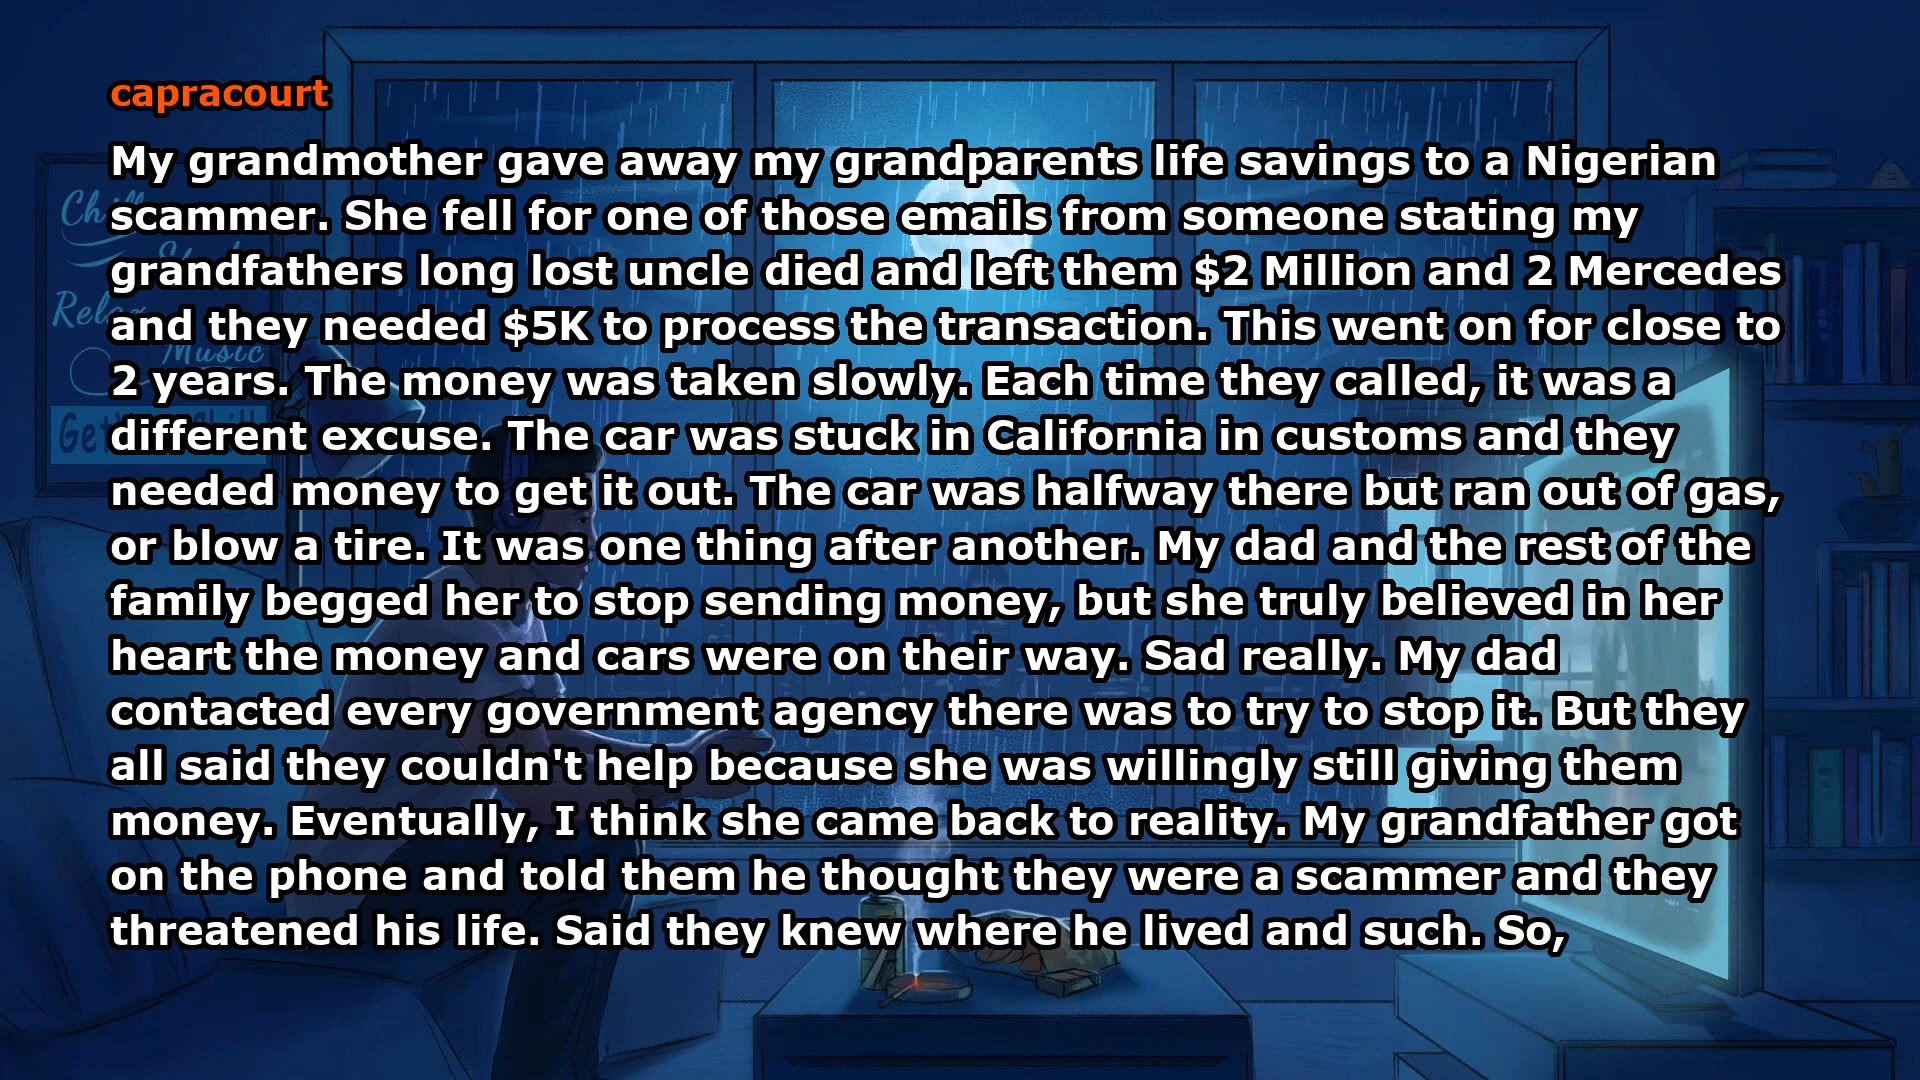 capracourt
My grandmother gave away my grandparents life savings to a Nigerian
scammer. She fell for one of those emails from someone stating my
grandfathers long lost uncle died and left them $2 Million and 2 Mercedes
and they needed $5K to process the transaction. This went on for close to
2 years. The money was taken slowly. Each time they called, it was a
different excuse. The car was stuck in California in customs and they
needed money to get it out. The car was halfway there but ran out of gas,
or blow a tire. It was one thing after another. My dad and the rest of the
family begged her to stop sending money, but she truly believed in her
heart the money and cars were on their way. Sad really. My dad
contacted every government agency there was to try to stop it. But they
all said they couldn't help because she was willingly still giving them
money. Eventually, I think she came back to reality. My grandfather got
on the phone and told them he thought they were a scammer and they
threatened his life. Said they knew where he lived and such. So,
Chill
Relax
Music